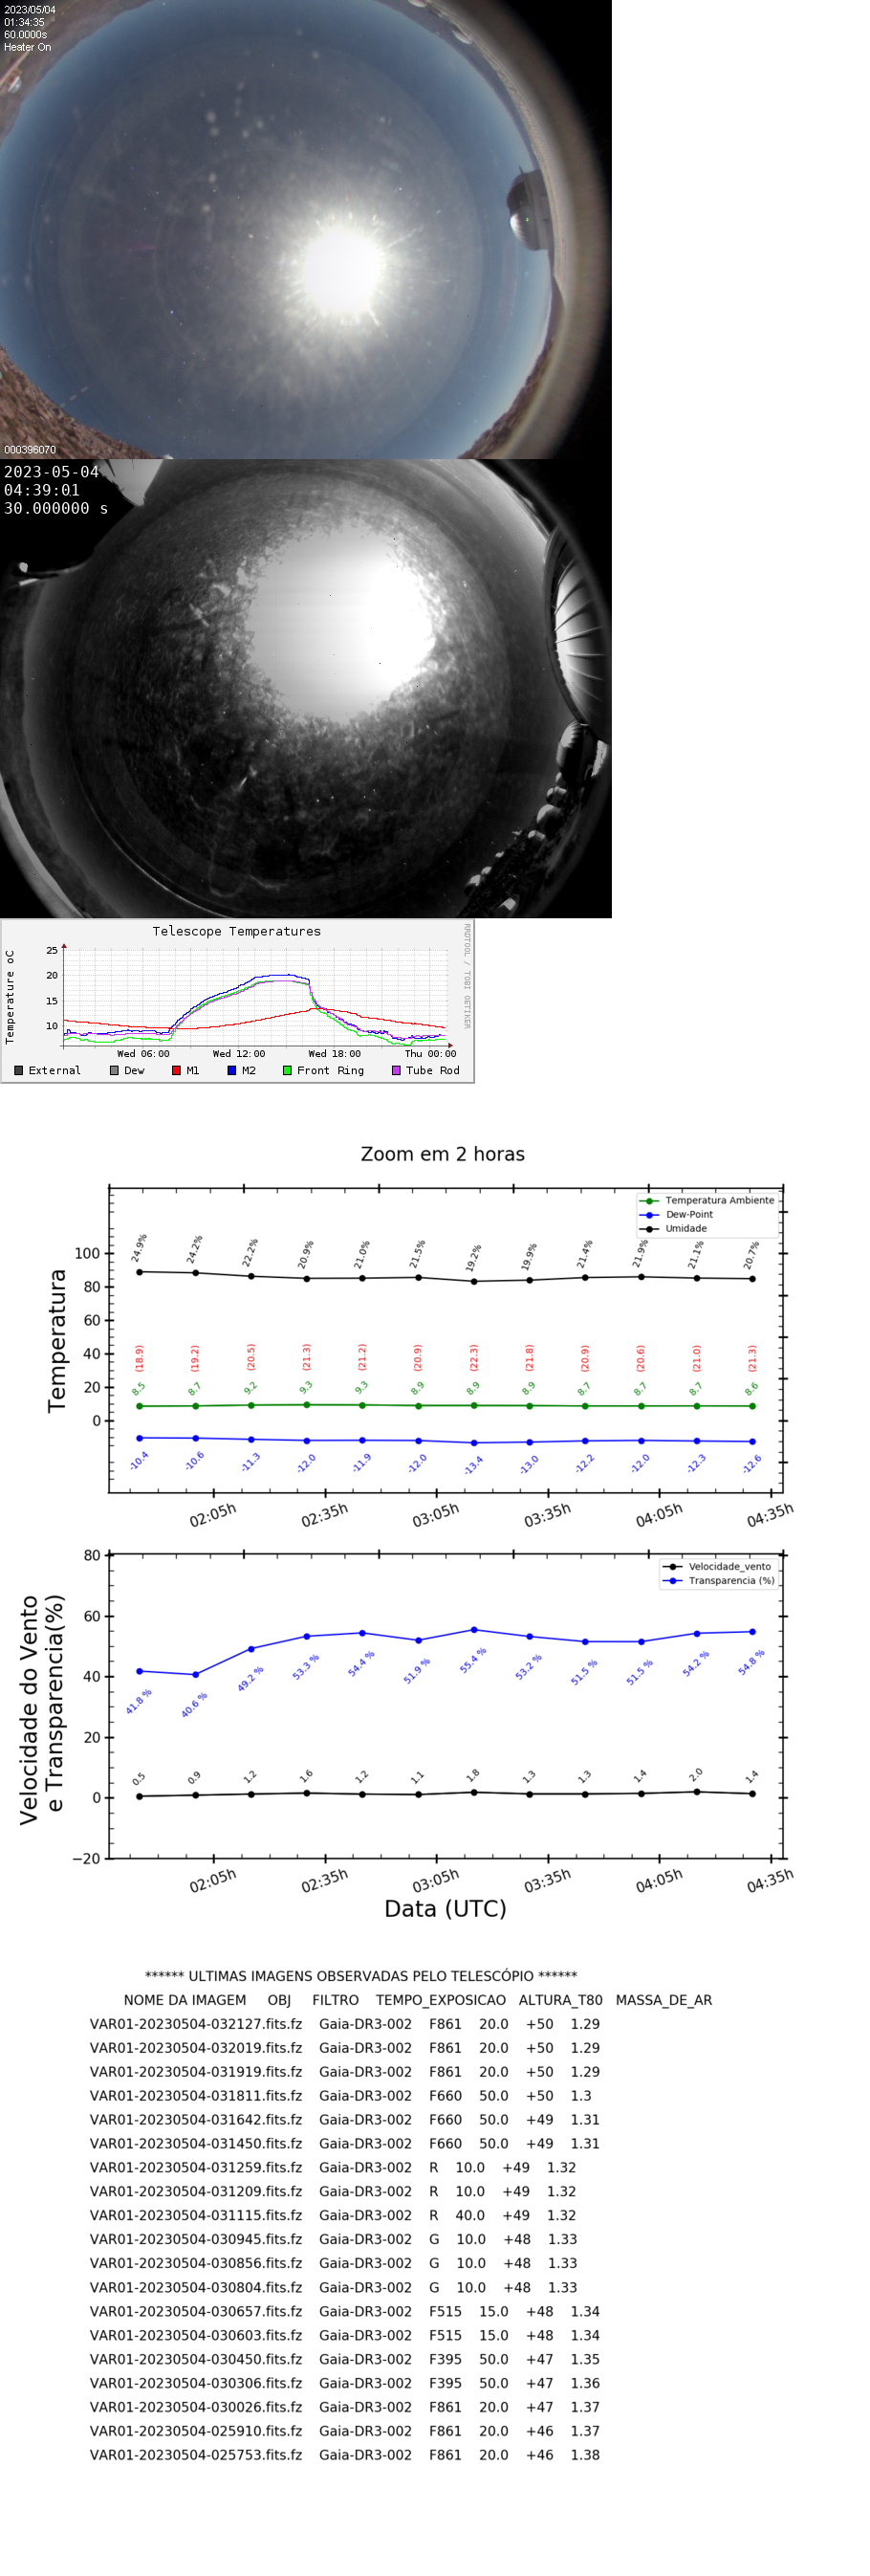 2023/05/04
01:34:35
60.0000s
Heater On
000396070
2023-05-04
04:39:01
30.000000 s
Telescope Temperatures
RRDTOOL / TOBI OETIKER
Temperature oC
25
20
15
10
Wed 06:00 Wed 12:00 Wed 18:00 Thu 00:00
External Dew M1 M2 Front Ring Tube Rod
Zoom em 2 horas
Temperatura Ambiente
Dew-Point
Umidade
Temperatura
100
80
60
40
20
0
24.9% 24.2% 22.2% 20.9% 21.0% 21.5% 19.2% 19.9% 21.4% 21.9% 21.1% 20.7%
(18.9) (19.2) (20.5) (21.3) (21.2) (20.9) (22.3) (21.8) (20.9) (20.6) (21.0) (21.3)
8.5 8.7 9.2 9.3 9.3 8.9 8.9 8.9 8.7 8.7 8.7 8.6
-10.4 -10.6 -11.3 -12.0 -11.9 -12.0 -13.4 -13.0 -12.2 -12.0 -12.3 -12.6
02:05h 02:35h 03:05h 03:35h 04:05h 04:35h
Velocidade_vento
Transparencia (%)
Velocidade do Vento
e Transparencia(%)
80
60
40
20
0
−20
41.8 % 40.6 % 49.2 % 53.3 % 54.4 % 51.9 % 55.4 % 53.2 % 51.5 % 51.5 % 54.2 % 54.8 %
0.5 0.9 1.2 1.6 1.2 1.1 1.8 1.3 1.3 1.4 2.0 1.4
02:05h 02:35h 03:05h 03:35h 04:05h 04:35h
Data (UTC)
****** ULTIMAS IMAGENS OBSERVADAS PELO TELESCÓPIO ******
NOME DA IMAGEM OBJ FILTRO TEMPO_EXPOSICAO ALTURA_T80 MASSA_DE_AR
VAR01-20230504-032127.fits.fz Gaia-DR3-002 F861 20.0 +50 1.29
VAR01-20230504-032019.fits.fz Gaia-DR3-002 F861 20.0 +50 1.29
VAR01-20230504-031919.fits.fz Gaia-DR3-002 F861 20.0 +50 1.29
VAR01-20230504-031811.fits.fz Gaia-DR3-002 F660 50.0 +50 1.3
VAR01-20230504-031642.fits.fz Gaia-DR3-002 F660 50.0 +49 1.31
VAR01-20230504-031450.fits.fz Gaia-DR3-002 F660 50.0 +49 1.31
VAR01-20230504-031259.fits.fz Gaia-DR3-002 R 10.0 +49 1.32
VAR01-20230504-031209.fits.fz Gaia-DR3-002 R 10.0 +49 1.32
VAR01-20230504-031115.fits.fz Gaia-DR3-002 R 40.0 +49 1.32
VAR01-20230504-030945.fits.fz Gaia-DR3-002 G 10.0 +48 1.33
VAR01-20230504-030856.fits.fz Gaia-DR3-002 G 10.0 +48 1.33
VAR01-20230504-030804.fits.fz Gaia-DR3-002 G 10.0 +48 1.33
VAR01-20230504-030657.fits.fz Gaia-DR3-002 F515 15.0 +48 1.34
VAR01-20230504-030603.fits.fz Gaia-DR3-002 F515 15.0 +48 1.34
VAR01-20230504-030450.fits.fz Gaia-DR3-002 F395 50.0 +47 1.35
VAR01-20230504-030306.fits.fz Gaia-DR3-002 F395 50.0 +47 1.36
VAR01-20230504-030026.fits.fz Gaia-DR3-002 F861 20.0 +47 1.37
VAR01-20230504-025910.fits.fz Gaia-DR3-002 F861 20.0 +46 1.37
VAR01-20230504-025753.fits.fz Gaia-DR3-002 F861 20.0 +46 1.38